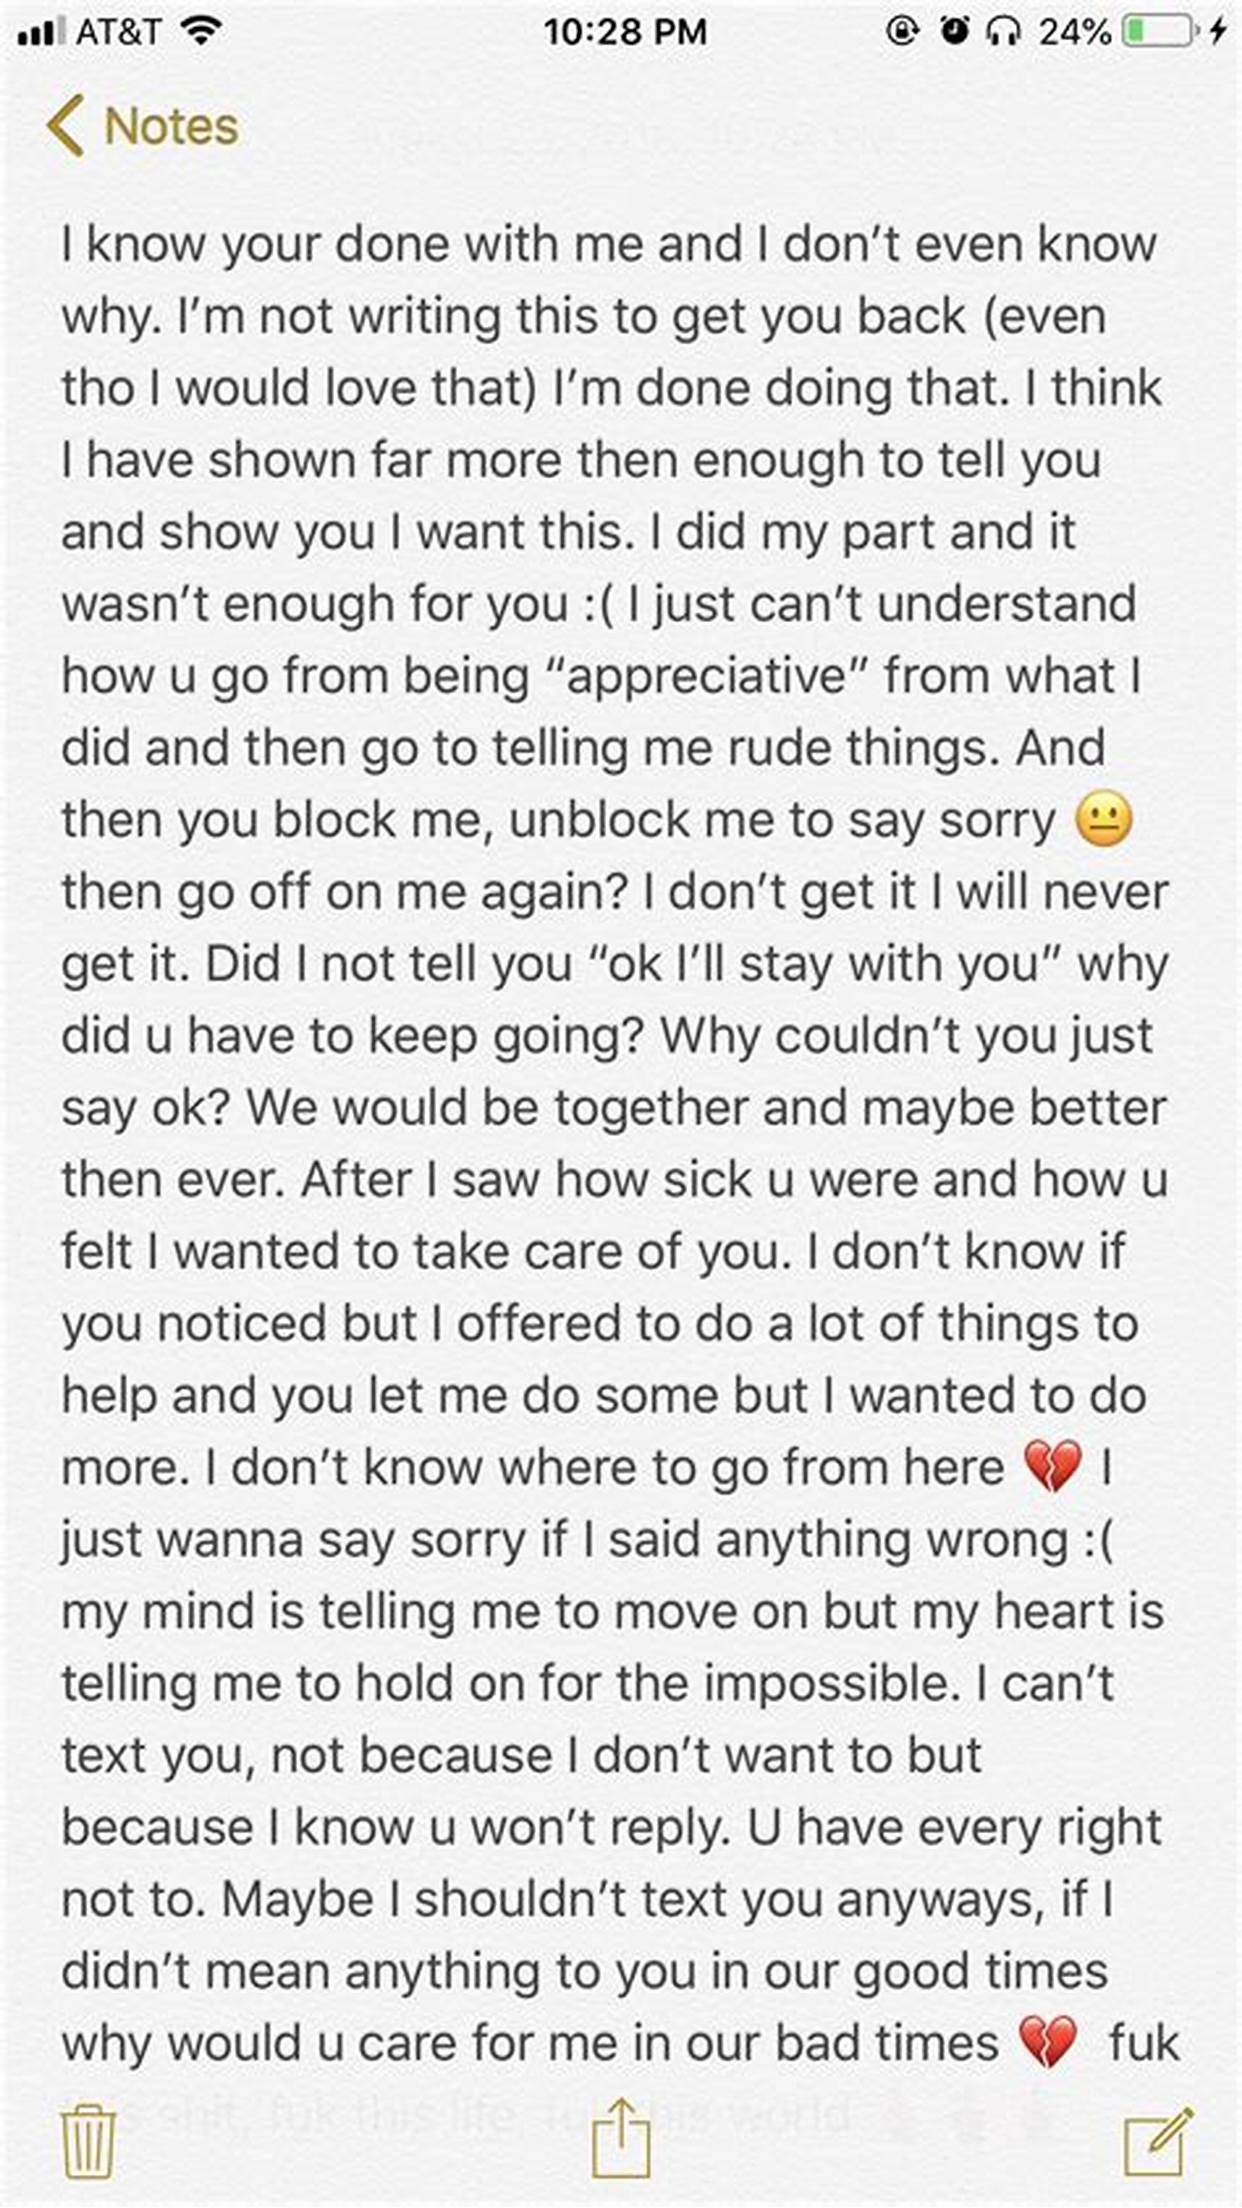 AT&T 10:28 PM 24%
Notes
I know your done with me and I don't even know
why. I'm not writing this to get you back (even
tho I would love that) I'm done doing that. I think
I have shown far more then enough to tell you
and show you I want this. I did my part and it
wasn't enough for you :( I just can't understand
how u go from being “appreciative” from what I
did and then go to telling me rude things. And
then you block me, unblock me to say sorry 😐
then go off on me again? I don't get it I will never
get it. Did I not tell you “ok I'll stay with you” why
did u have to keep going? Why couldn't you just
say ok? We would be together and maybe better
then ever. After I saw how sick u were and how u
felt I wanted to take care of you. I don't know if
you noticed but I offered to do a lot of things to
help and you let me do some but I wanted to do
more. I don't know where to go from here 💔 I
just wanna say sorry if I said anything wrong :(
my mind is telling me to move on but my heart is
telling me to hold on for the impossible. I can't
text you, not because I don't want to but
because I know u won't reply. U have every right
not to. Maybe I shouldn't text you anyways, if I
didn't mean anything to you in our good times
why would u care for me in our bad times 💔 fuk
this shit, fuk this life, fuk this world